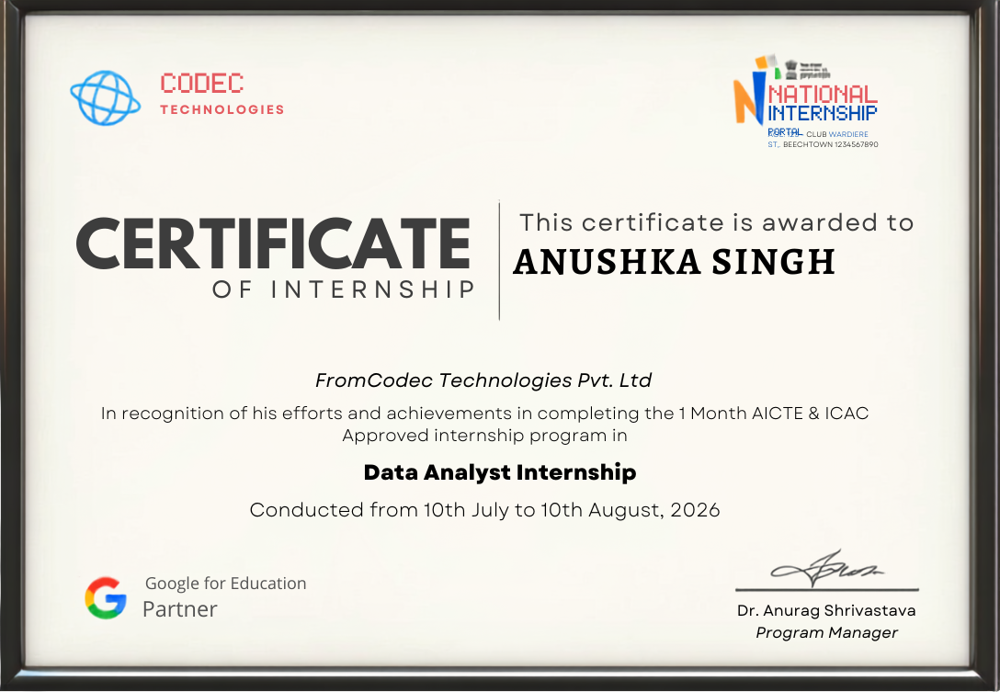 CODEC
TECHNOLOGIES
NATIONAL
INTERNSHIP
PORTAL
CLUB WARDIERE
ST,. BEECHTOWN 1234567890
CERTIFICATE
OF INTERNSHIP
This certificate is awarded to
ANUSHKA SINGH
FromCodec Technologies Pvt. Ltd
In recognition of his efforts and achievements in completing the 1 Month AICTE & ICAC
Approved internship program in
Data Analyst Internship
Conducted from 10th July to 10th August, 2026
Google for Education
Partner
Dr. Anurag Shrivastava
Program Manager